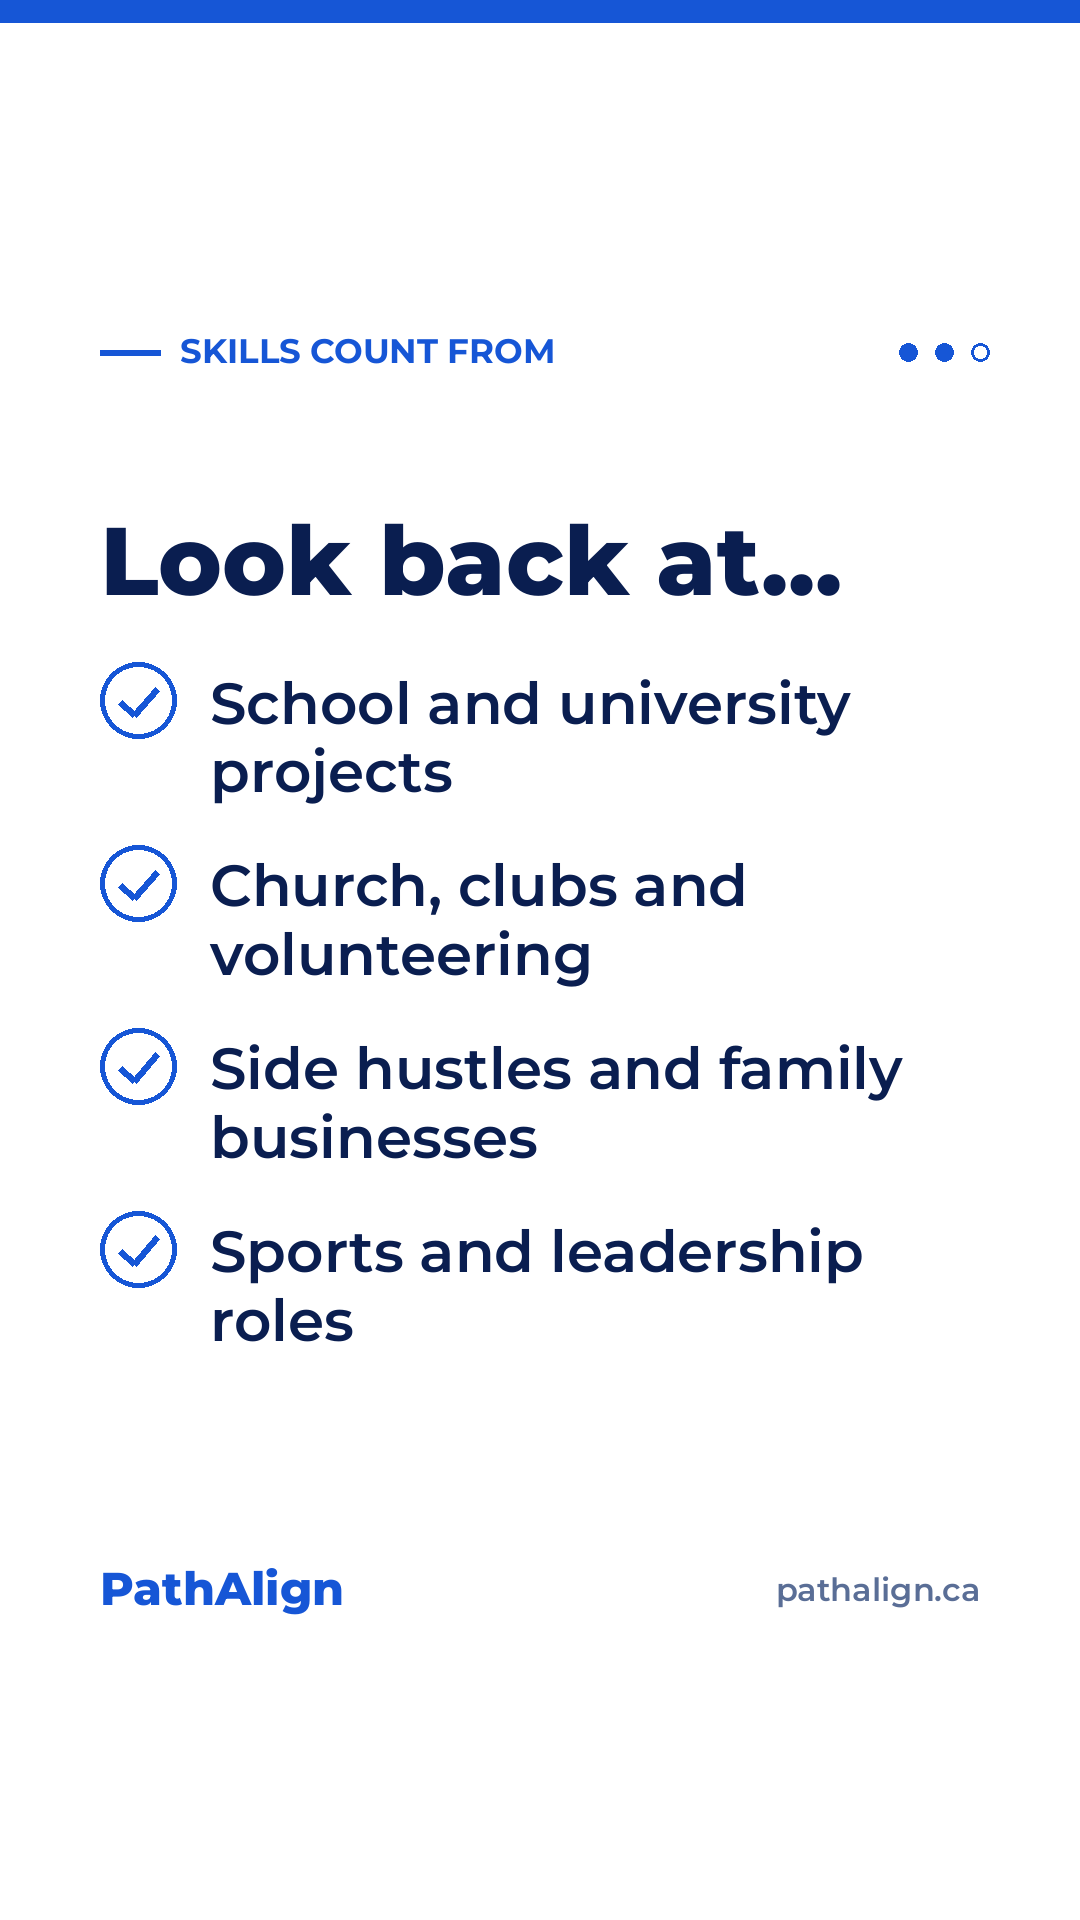 SKILLS COUNT FROM
Look back at...
School and university
projects
Church, clubs and
volunteering
Side hustles and family
businesses
Sports and leadership
roles
PathAlign
pathalign.ca